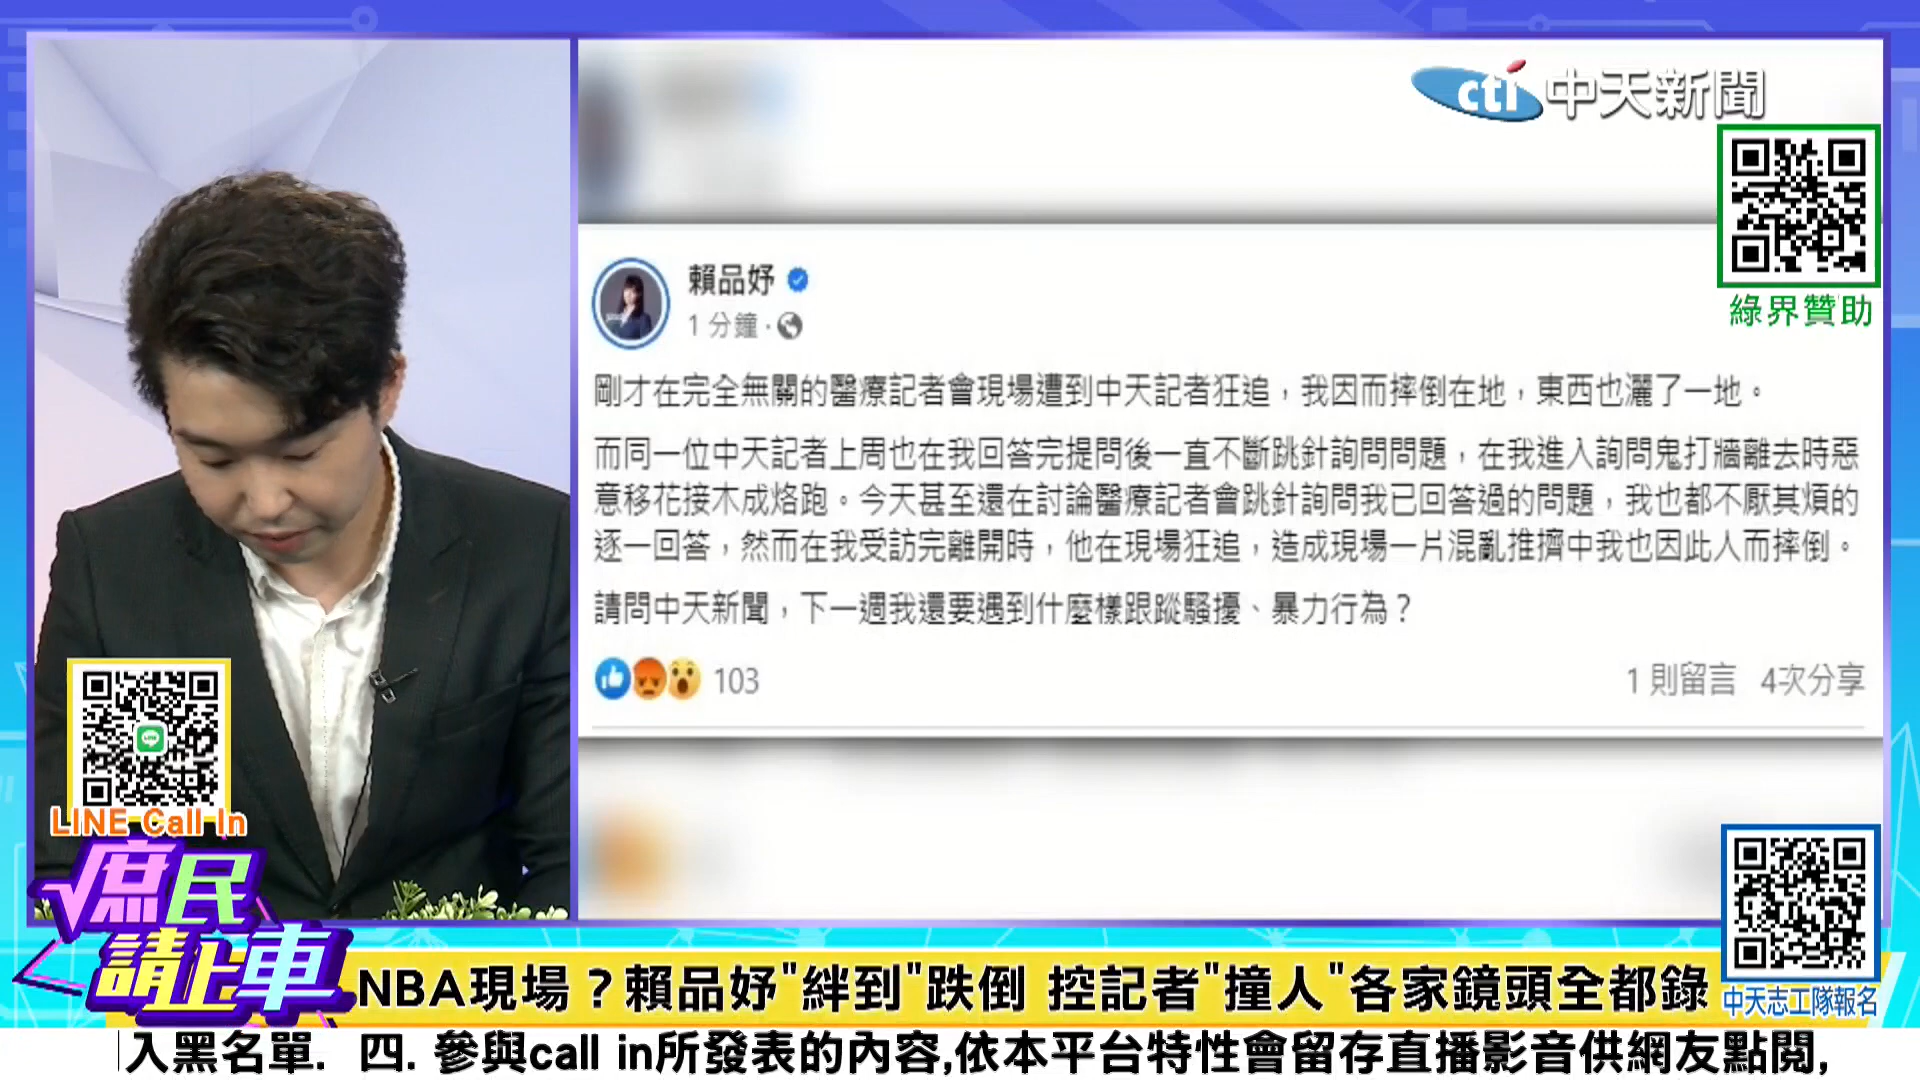 cti 中天新聞
綠界贊助
賴品妤
1 分鐘 ·
剛才在完全無關的醫療記者會現場遭到中天記者狂追，我因而摔倒在地，東西也灑了一地。
而同一位中天記者上周也在我回答完提問後一直不斷跳針詢問問題，在我進入詢問鬼打牆離去時惡
意移花接木成烙跑。今天甚至還在討論醫療記者會跳針詢問我已回答過的問題，我也都不厭其煩的
逐一回答，然而在我受訪完離開時，他在現場狂追，造成現場一片混亂推擠中我也因此人而摔倒。
請問中天新聞，下一週我還要遇到什麼樣跟蹤騷擾、暴力行為？
103
1 則留言 4次分享
LINE Call In
庶民
請上車
NBA現場？賴品妤"絆到"跌倒 控記者"撞人"各家鏡頭全都錄
中天志工隊報名
入黑名單. 四. 參與call in所發表的內容,依本平台特性會留存直播影音供網友點閱,